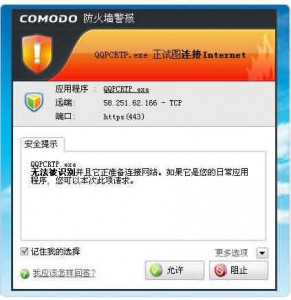 COMODO 防火墙警报
QQPCRTP.exe 正试图连接Internet
应用程序: QQPCRTP.exe
远端: 58.251.62.166 - TCP
端口: https(443)
安全提示
QQPCRTP.exe
无法被识别并且它正准备连接网络。如果它是您的日常应用
程序，您可以本次此项请求。
记住我的选择
更多选项
我应该怎样回答?
允许
阻止